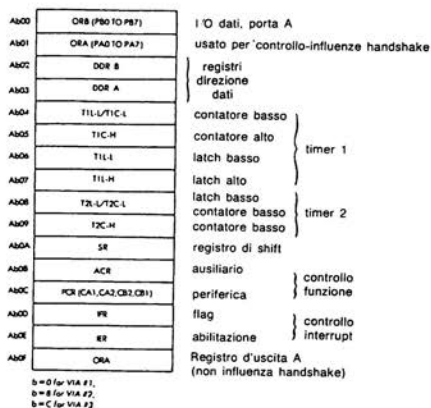 Ab00 ORB (PB0 TO PB7) I/O dati, porta A
Ab01 ORA (PA0 TO PA7) usato per controllo-influenze handshake
Ab02 DDR B registri
direzione
Ab03 DDR A dati
Ab04 T1L-L/T1C-L contatore basso
Ab05 T1C-H contatore alto
timer 1
Ab06 T1L-L latch basso
Ab07 T1L-H latch alto
Ab08 T2L-L/T2C-L latch basso
contatore basso timer 2
Ab09 T2C-H contatore basso
Ab0A SR registro di shift
Ab0B ACR ausiliario
controllo
Ab0C PCR (CA1,CA2,CB2,CB1) periferica funzione
Ab0D IFR flag
controllo
Ab0E IER abilitazione interrupt
Ab0F ORA Registro d'uscita A
(non influenza handshake)
b=0 for VIA #1,
b=8 for VIA #2,
b=C for VIA #3